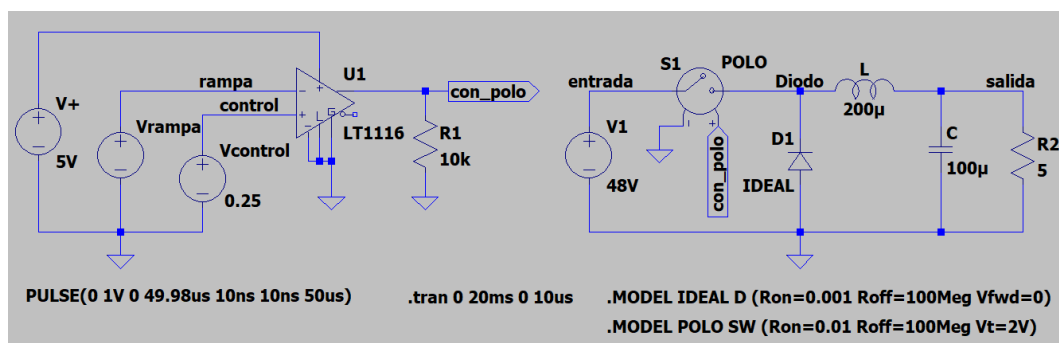 V+
5V
rampa
control
Vrampa
Vcontrol
0.25
U1
LT1116
L
G
con_polo
R1
10k
entrada
S1
POLO
V1
48V
con_polo
Diodo
D1
IDEAL
L
200µ
salida
C
100µ
R2
5
PULSE(0 1V 0 49.98us 10ns 10ns 50us)
.tran 0 20ms 0 10us
.MODEL IDEAL D (Ron=0.001 Roff=100Meg Vfwd=0)
.MODEL POLO SW (Ron=0.01 Roff=100Meg Vt=2V)